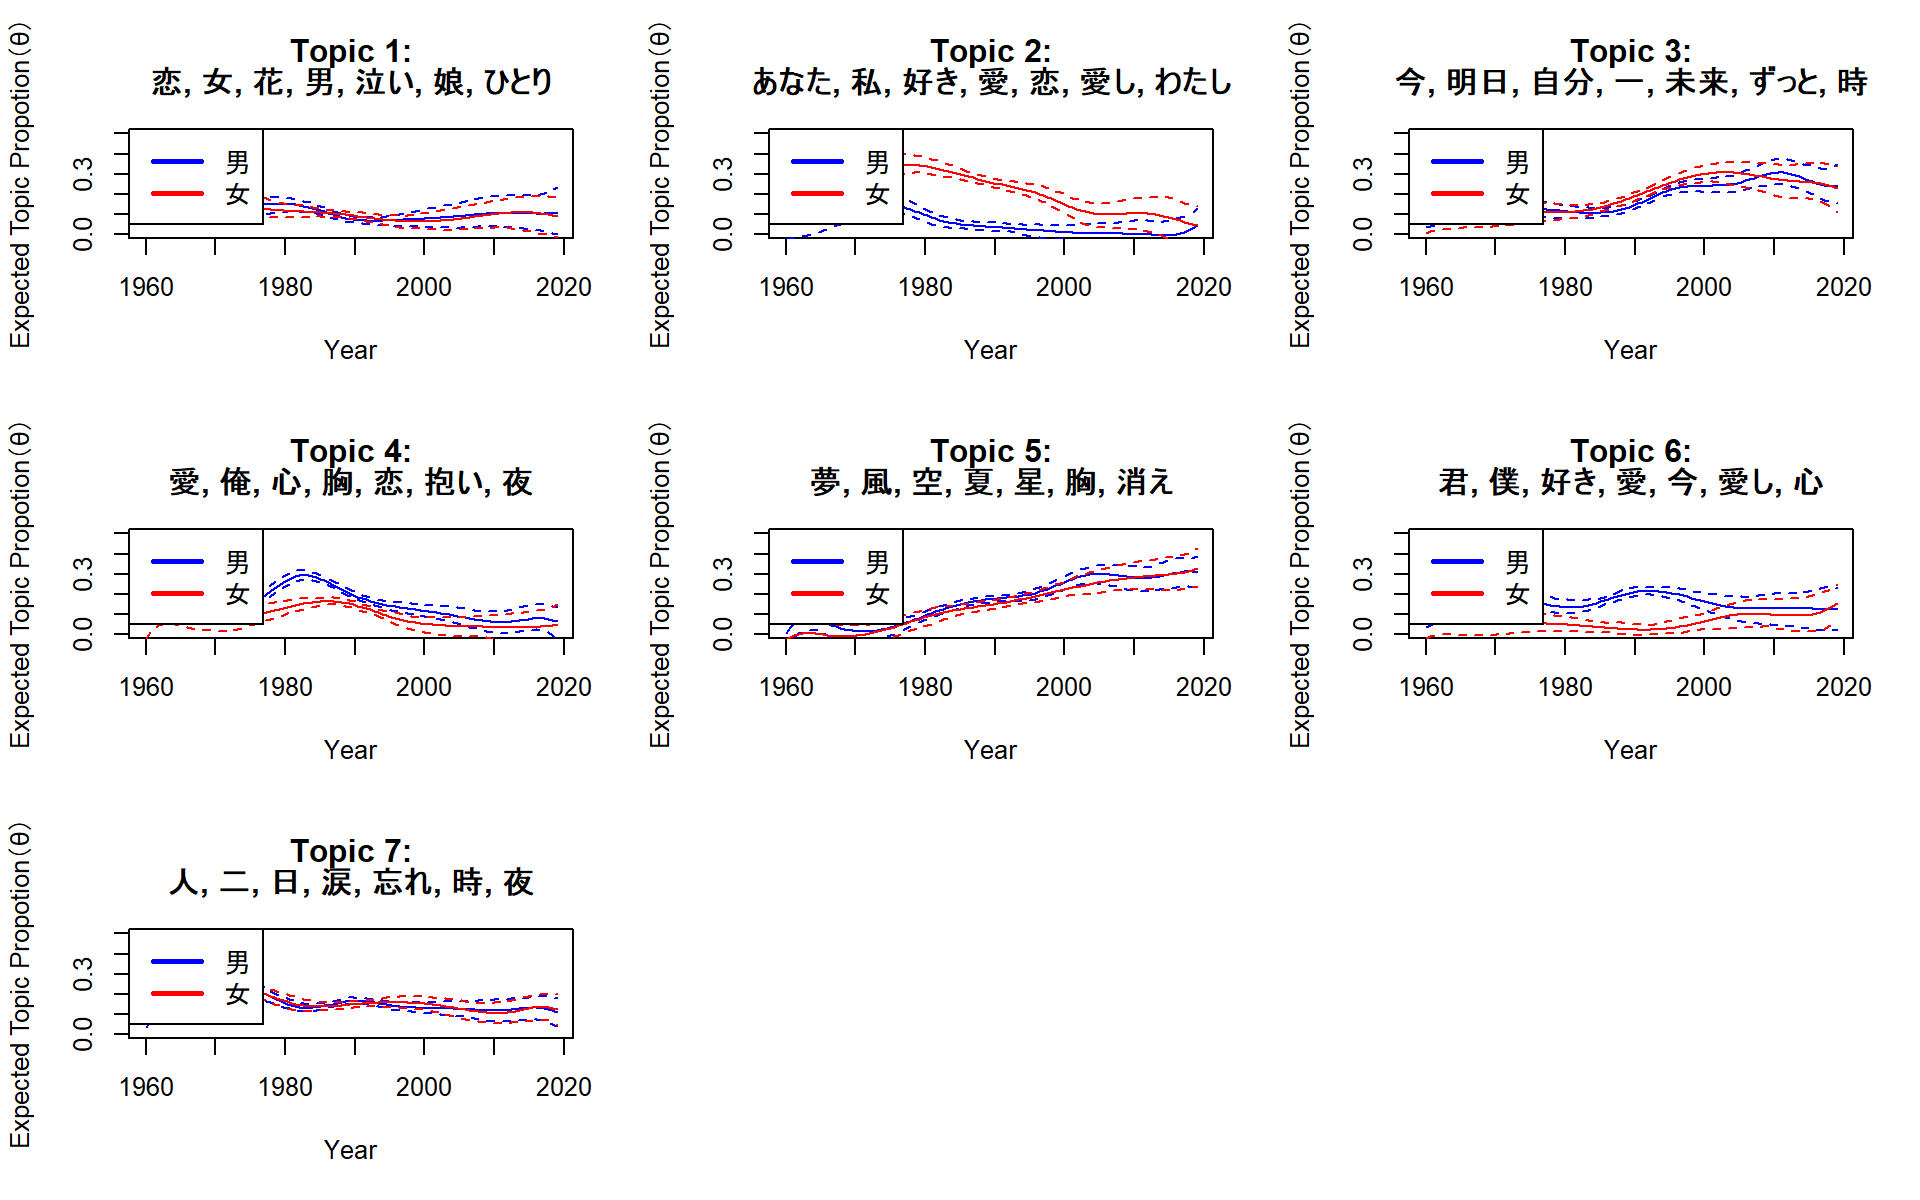 Topic 1:
恋, 女, 花, 男, 泣い, 娘, ひとり
Expected Topic Propotion(θ)
0.3
0.0
男
女
1960 1980 2000 2020
Year
Topic 2:
あなた, 私, 好き, 愛, 恋, 愛し, わたし
Expected Topic Propotion(θ)
0.3
0.0
男
女
1960 1980 2000 2020
Year
Topic 3:
今, 明日, 自分, 一, 未来, ずっと, 時
Expected Topic Propotion(θ)
0.3
0.0
男
女
1960 1980 2000 2020
Year
Topic 4:
愛, 俺, 心, 胸, 恋, 抱い, 夜
Expected Topic Propotion(θ)
0.3
0.0
男
女
1960 1980 2000 2020
Year
Topic 5:
夢, 風, 空, 夏, 星, 胸, 消え
Expected Topic Propotion(θ)
0.3
0.0
男
女
1960 1980 2000 2020
Year
Topic 6:
君, 僕, 好き, 愛, 今, 愛し, 心
Expected Topic Propotion(θ)
0.3
0.0
男
女
1960 1980 2000 2020
Year
Topic 7:
人, 二, 日, 涙, 忘れ, 時, 夜
Expected Topic Propotion(θ)
0.3
0.0
男
女
1960 1980 2000 2020
Year